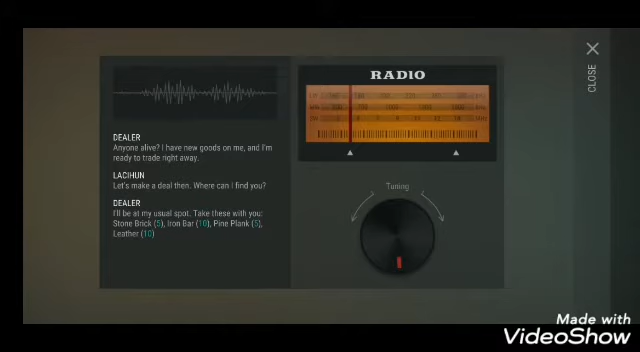 RADIO
CLOSE
DEALER
Anyone alive? I have new goods on me, and I'm
ready to trade right away.
LACIHUN
Let's make a deal then. Where can I find you?
DEALER
I'll be at my usual spot. Take these with you:
Stone Brick (5), Iron Bar (10), Pine Plank (5),
Leather (10)
Tuning
Made with
VideoShow